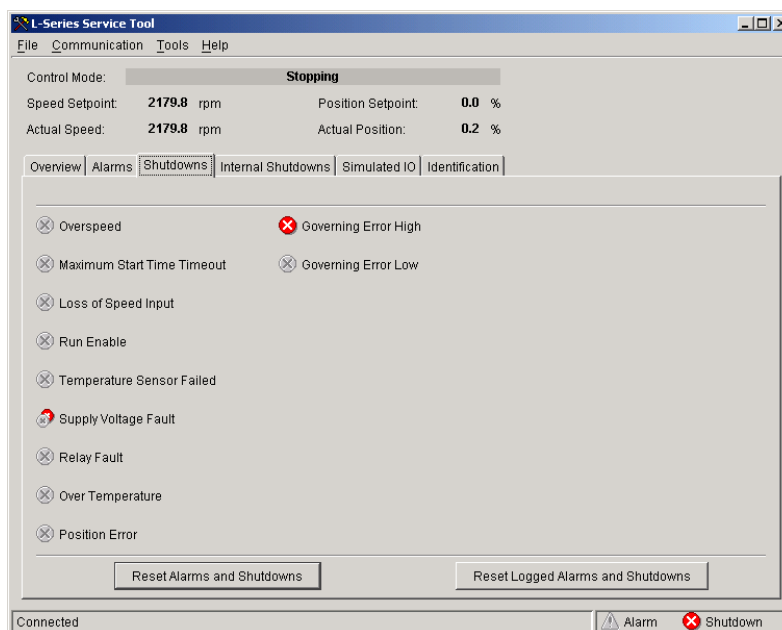 L-Series Service Tool
File Communication Tools Help
Control Mode: Stopping
Speed Setpoint: 2179.8 rpm Position Setpoint: 0.0 %
Actual Speed: 2179.8 rpm Actual Position: 0.2 %
Overview Alarms Shutdowns Internal Shutdowns Simulated IO Identification
Overspeed Governing Error High
Maximum Start Time Timeout Governing Error Low
Loss of Speed Input
Run Enable
Temperature Sensor Failed
Supply Voltage Fault
Relay Fault
Over Temperature
Position Error
Reset Alarms and Shutdowns Reset Logged Alarms and Shutdowns
Connected Alarm Shutdown